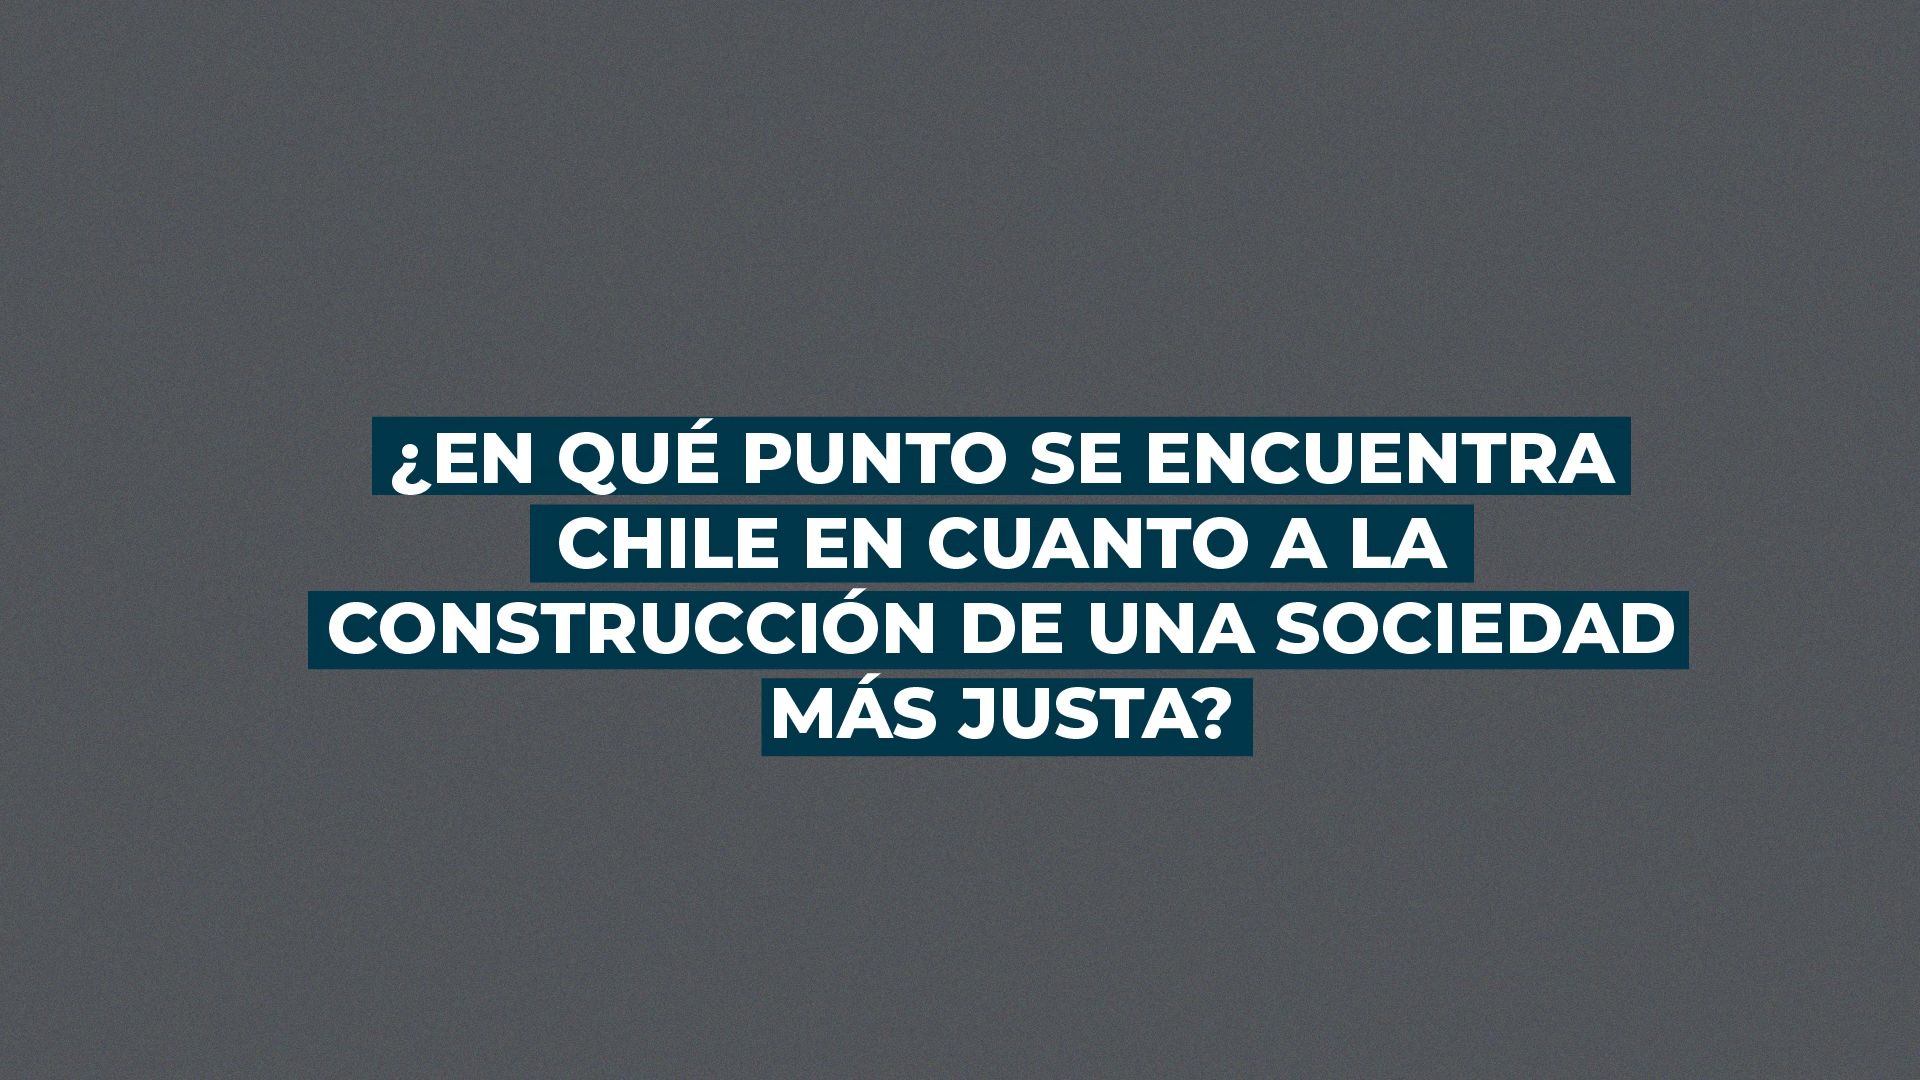 ¿EN QUÉ PUNTO SE ENCUENTRA
CHILE EN CUANTO A LA
CONSTRUCCIÓN DE UNA SOCIEDAD
MÁS JUSTA?